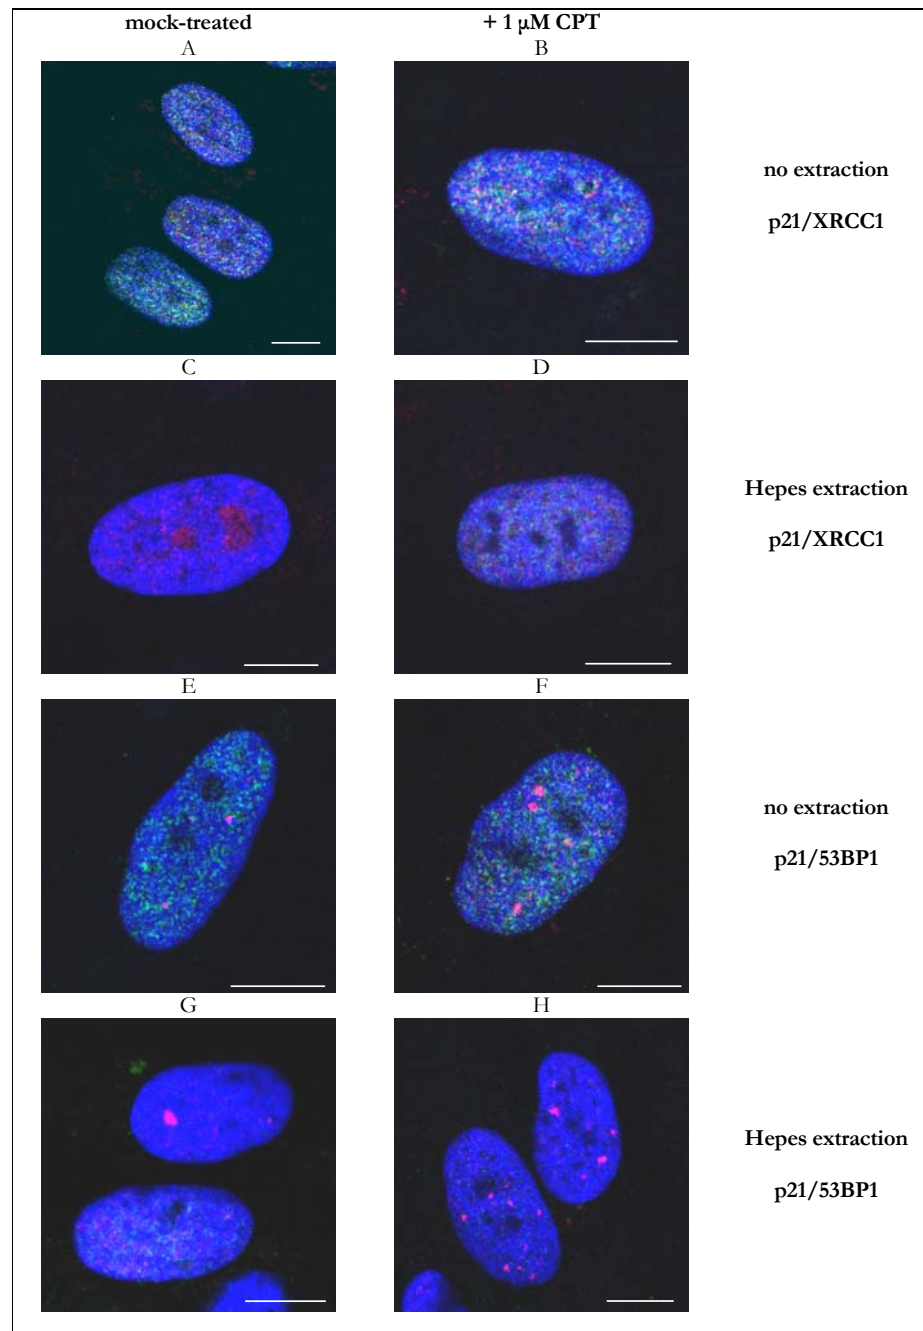 mock-treated + 1 μM CPT
A B
no extraction
p21/XRCC1
C D
Hepes extraction
p21/XRCC1
E F
no extraction
p21/53BP1
G H
Hepes extraction
p21/53BP1